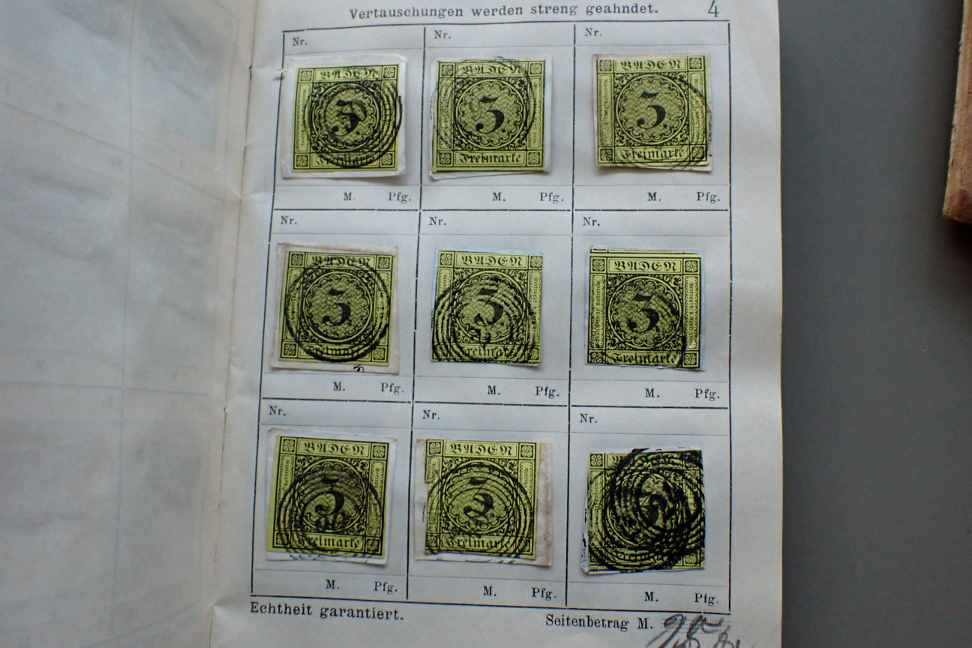 Vertauschungen werden streng geahndet. 4
Nr. Nr. Nr.
BADEN BADEN BADEN
3 3 3
Freimarke Freimarke Freimarke
M. Pfg. M. Pfg. M. Pfg.
Nr. Nr. Nr.
BADEN BADEN BADEN
3 3 3
Freimarke Freimarke Freimarke
M. Pfg. M. Pfg. M. Pfg.
Nr. Nr. Nr.
BADEN BADEN
3 3
Freimarke Freimarke
M. Pfg. M. Pfg. M. Pfg.
Echtheit garantiert.
Seitenbetrag M.